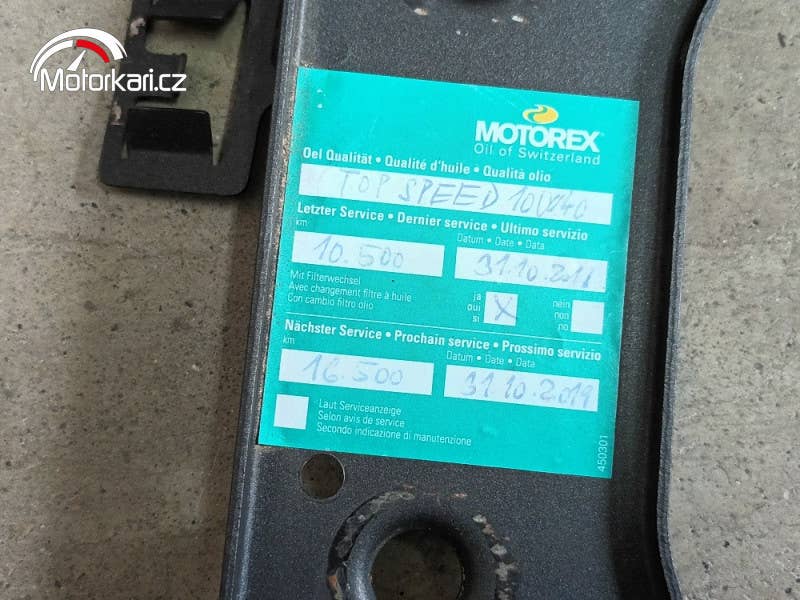 Motorkari.cz
MOTOREX
Oil of Switzerland
Oel Qualität • Qualité d'huile • Qualità olio
TOP SPEED 10W40
Letzter Service • Dernier service • Ultimo servizio
km
Datum • Date • Data
10.500
31.10.2018
Mit Filterwechsel
Avec changement filtre à huile
Con cambio filtro olio
ja
oui
si
X
nein
non
no
Nächster Service • Prochain service • Prossimo servizio
km
Datum • Date • Data
16.500
31.10.2019
Laut Serviceanzeige
Selon avis de service
Secondo indicazione di manutenzione
450301